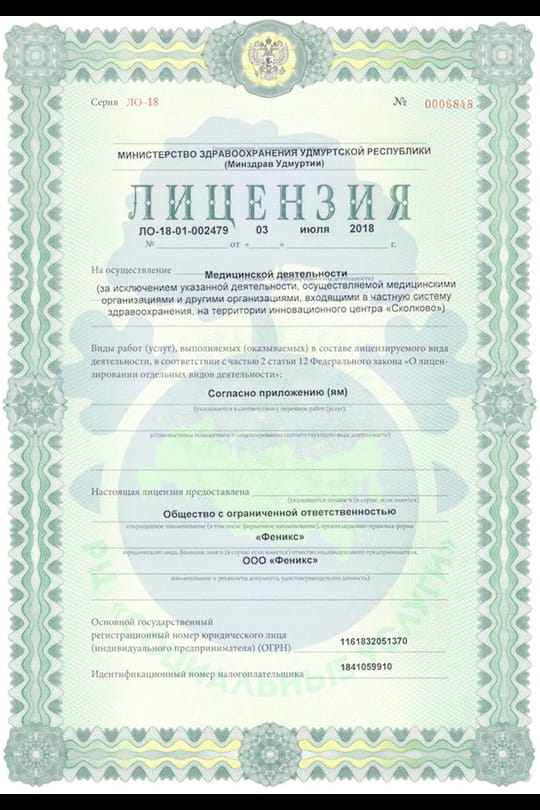 Серия ЛО-18 № 0006848
МИНИСТЕРСТВО ЗДРАВООХРАНЕНИЯ УДМУРТСКОЙ РЕСПУБЛИКИ
(Минздрав Удмуртии)
ЛИЦЕНЗИЯ
ЛО-18-01-002479 03 июля 2018
№ от « » г.
На осуществление Медицинской деятельности
(за исключением указанной деятельности, осуществляемой медицинскими
организациями и другими организациями, входящими в частную систему
здравоохранения, на территории инновационного центра «Сколково»)
Виды работ (услуг), выполняемых (оказываемых) в составе лицензируемого вида
деятельности, в соответствии с частью 2 статьи 12 Федерального закона «О лицен-
зировании отдельных видов деятельности»:
Согласно приложению (ям)
(указываются в соответствии с перечнем работ (услуг),
установленным положением о лицензировании соответствующего вида деятельности)
Настоящая лицензия предоставлена
(указываются полное и (в случае, если имеется)
Общество с ограниченной ответственностью
сокращенное наименование (в том числе фирменное наименование), организационно-правовая форма
«Феникс»
юридического лица, фамилия, имя и (в случае, если имеется) отчество индивидуального предпринимателя,
ООО «Феникс»
наименование и реквизиты документа, удостоверяющего его личность)
Основной государственный
регистрационный номер юридического лица
(индивидуального предпринимателя) (ОГРН) 1161832051370
Идентификационный номер налогоплательщика 1841059910